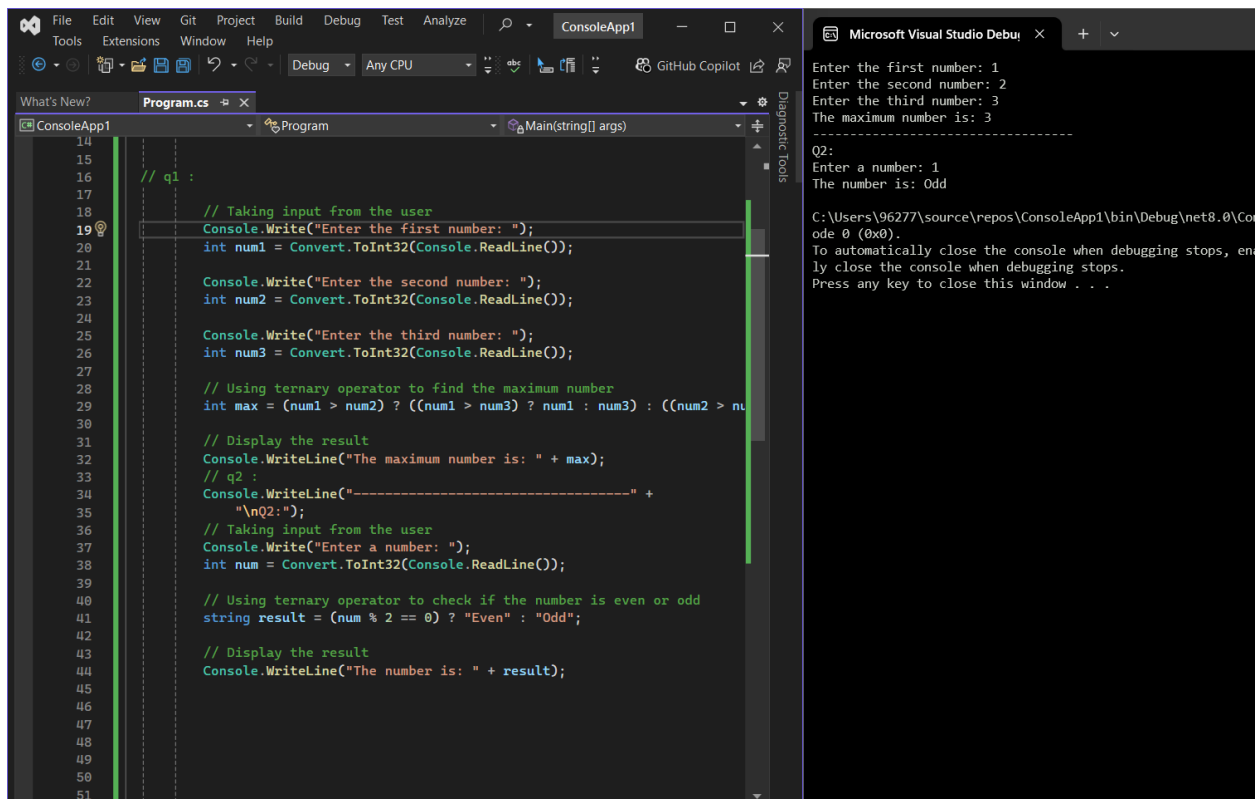 File Edit View Git Project Build Debug Test Analyze ConsoleApp1
Tools Extensions Window Help
Debug Any CPU GitHub Copilot
What's New? Program.cs
ConsoleApp1 Program Main(string[] args)
Diagnostic Tools
14
15
16 // q1 :
17
18 // Taking input from the user
19 Console.Write("Enter the first number: ");
20 int num1 = Convert.ToInt32(Console.ReadLine());
21
22 Console.Write("Enter the second number: ");
23 int num2 = Convert.ToInt32(Console.ReadLine());
24
25 Console.Write("Enter the third number: ");
26 int num3 = Convert.ToInt32(Console.ReadLine());
27
28 // Using ternary operator to find the maximum number
29 int max = (num1 > num2) ? ((num1 > num3) ? num1 : num3) : ((num2 > nu
30
31 // Display the result
32 Console.WriteLine("The maximum number is: " + max);
33 // q2 :
34 Console.WriteLine("-----------------------------------" +
35 "\nQ2:");
36 // Taking input from the user
37 Console.Write("Enter a number: ");
38 int num = Convert.ToInt32(Console.ReadLine());
39
40 // Using ternary operator to check if the number is even or odd
41 string result = (num % 2 == 0) ? "Even" : "Odd";
42
43 // Display the result
44 Console.WriteLine("The number is: " + result);
45
46
47
48
49
50
51
Microsoft Visual Studio Debu
Enter the first number: 1
Enter the second number: 2
Enter the third number: 3
The maximum number is: 3
-----------------------------------
Q2:
Enter a number: 1
The number is: Odd
C:\Users\96277\source\repos\ConsoleApp1\bin\Debug\net8.0\Con
ode 0 (0x0).
To automatically close the console when debugging stops, ena
ly close the console when debugging stops.
Press any key to close this window . . .